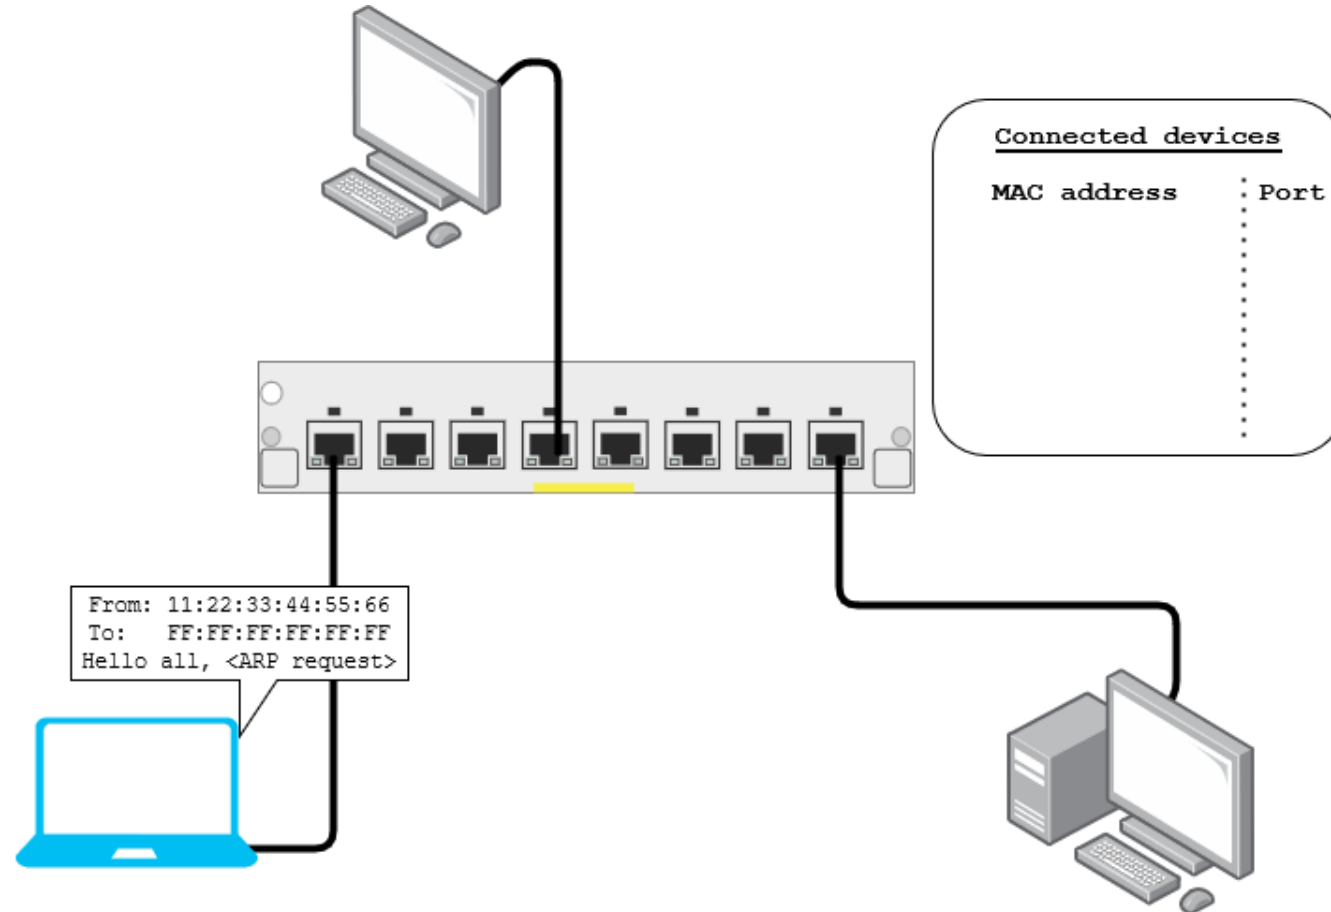 Connected devices
MAC address Port
From: 11:22:33:44:55:66
To: FF:FF:FF:FF:FF:FF
Hello all, <ARP request>